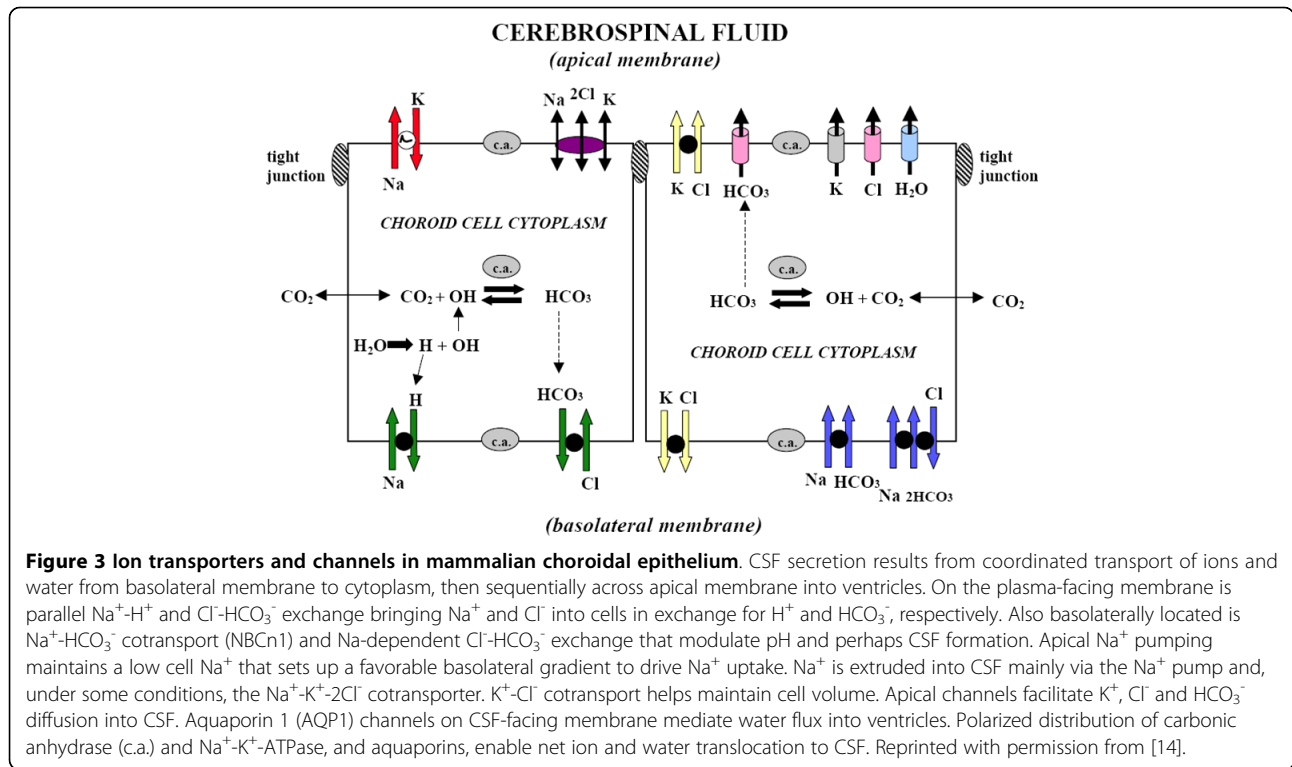 CEREBROSPINAL FLUID
(apical membrane)
K
Na 2Cl K
c.a.
c.a.
tight
junction
tight
junction
Na
K Cl HCO₃
K Cl H₂O
CHOROID CELL CYTOPLASM
c.a.
c.a.
CO₂ CO₂ + OH HCO₃
HCO₃ OH + CO₂ CO₂
H₂O H + OH
CHOROID CELL CYTOPLASM
H
HCO₃
K Cl
Cl
c.a.
c.a.
Na
Cl
Na HCO₃
Na 2HCO₃
(basolateral membrane)
Figure 3 Ion transporters and channels in mammalian choroidal epithelium. CSF secretion results from coordinated transport of ions and
water from basolateral membrane to cytoplasm, then sequentially across apical membrane into ventricles. On the plasma-facing membrane is
parallel Na⁺-H⁺ and Cl⁻-HCO₃⁻ exchange bringing Na⁺ and Cl⁻ into cells in exchange for H⁺ and HCO₃⁻, respectively. Also basolaterally located is
Na⁺-HCO₃⁻ cotransport (NBCn1) and Na-dependent Cl⁻-HCO₃⁻ exchange that modulate pH and perhaps CSF formation. Apical Na⁺ pumping
maintains a low cell Na⁺ that sets up a favorable basolateral gradient to drive Na⁺ uptake. Na⁺ is extruded into CSF mainly via the Na⁺ pump and,
under some conditions, the Na⁺-K⁺-2Cl⁻ cotransporter. K⁺-Cl⁻ cotransport helps maintain cell volume. Apical channels facilitate K⁺, Cl⁻ and HCO₃⁻
diffusion into CSF. Aquaporin 1 (AQP1) channels on CSF-facing membrane mediate water flux into ventricles. Polarized distribution of carbonic
anhydrase (c.a.) and Na⁺-K⁺-ATPase, and aquaporins, enable net ion and water translocation to CSF. Reprinted with permission from [14].